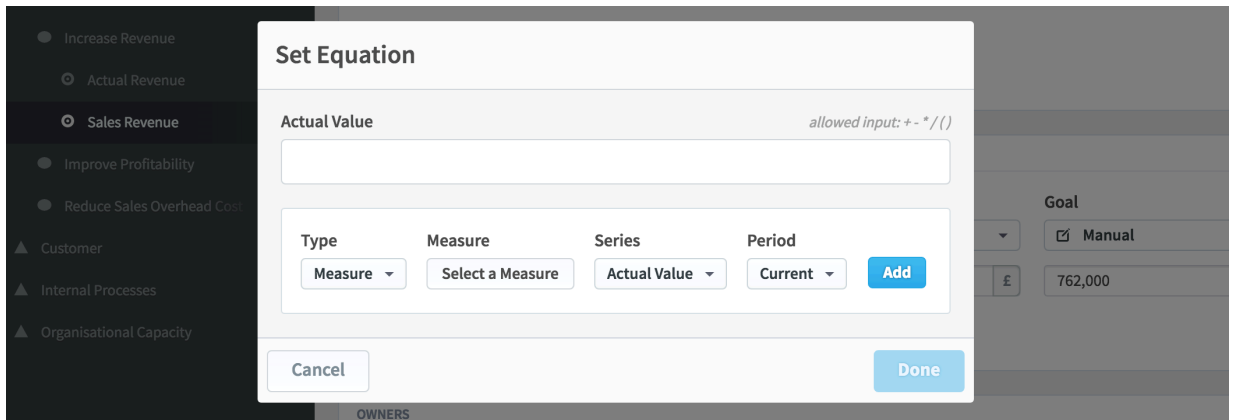 Increase Revenue
Actual Revenue
Sales Revenue
Improve Profitability
Reduce Sales Overhead Cost
Customer
Internal Processes
Organisational Capacity
Set Equation
Actual Value allowed input: + - * / ( )
Type Measure Series Period
Measure Select a Measure Actual Value Current Add
Cancel Done
Goal
Manual
£ 762,000
OWNERS